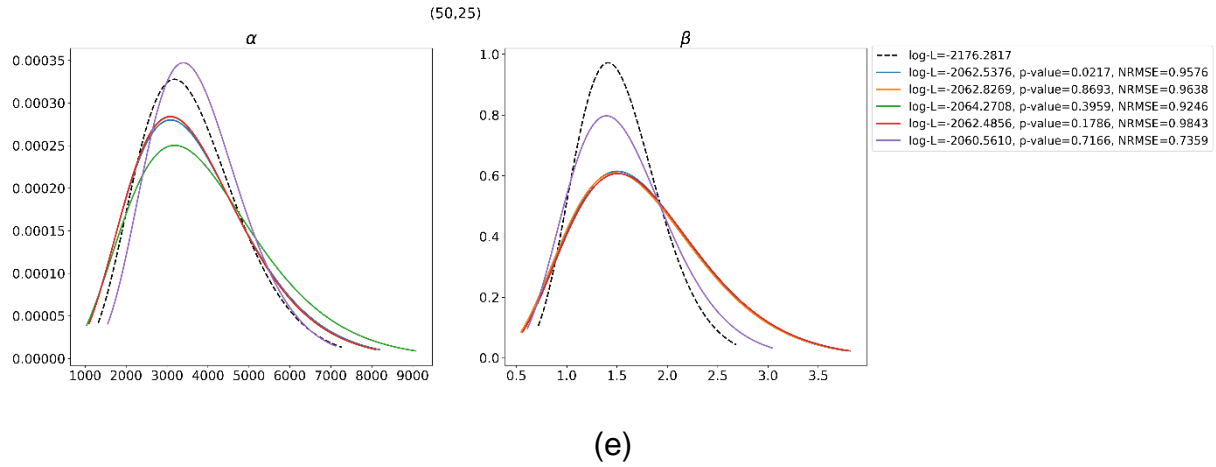 (50,25)
α
β
0.00035
0.00030
0.00025
0.00020
0.00015
0.00010
0.00005
0.00000
1000 2000 3000 4000 5000 6000 7000 8000 9000
1.0
0.8
0.6
0.4
0.2
0.0
0.5 1.0 1.5 2.0 2.5 3.0 3.5
log-L=-2176.2817
log-L=-2062.5376, p-value=0.0217, NRMSE=0.9576
log-L=-2062.8269, p-value=0.8693, NRMSE=0.9638
log-L=-2064.2708, p-value=0.3959, NRMSE=0.9246
log-L=-2062.4856, p-value=0.1786, NRMSE=0.9843
log-L=-2060.5610, p-value=0.7166, NRMSE=0.7359
(e)